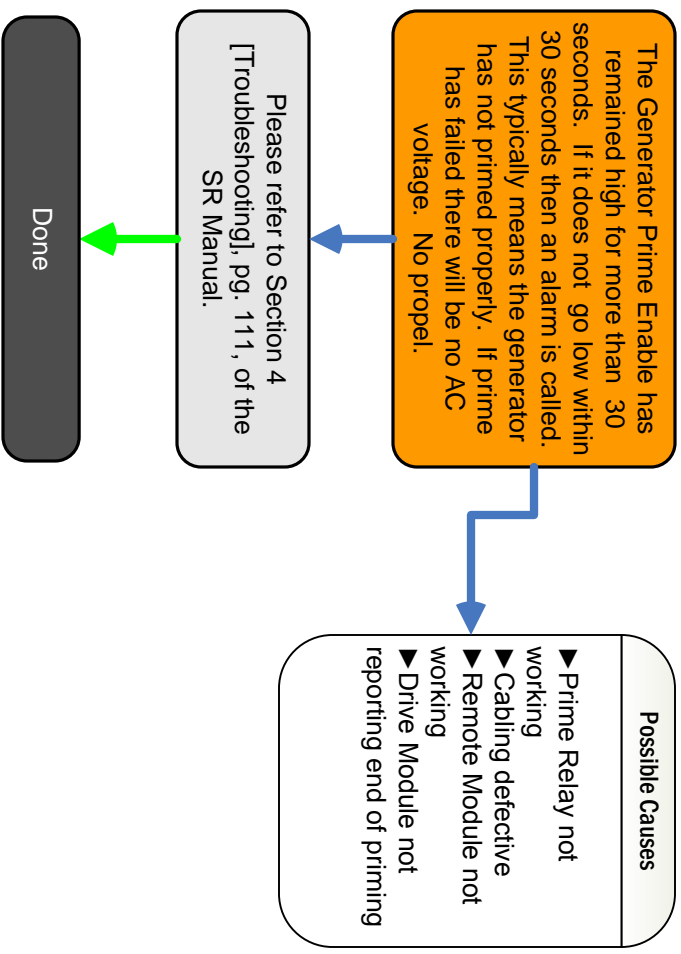 The Generator Prime Enable has
remained high for more than 30
seconds. If it does not go low within
30 seconds then an alarm is called.
This typically means the generator
has not primed properly. If prime
has failed there will be no AC
voltage. No propel.
Please refer to Section 4
[Troubleshooting], pg. 111, of the
SR Manual.
Done
Possible Causes
►Prime Relay not
working
►Cabling defective
►Remote Module not
working
►Drive Module not
reporting end of priming